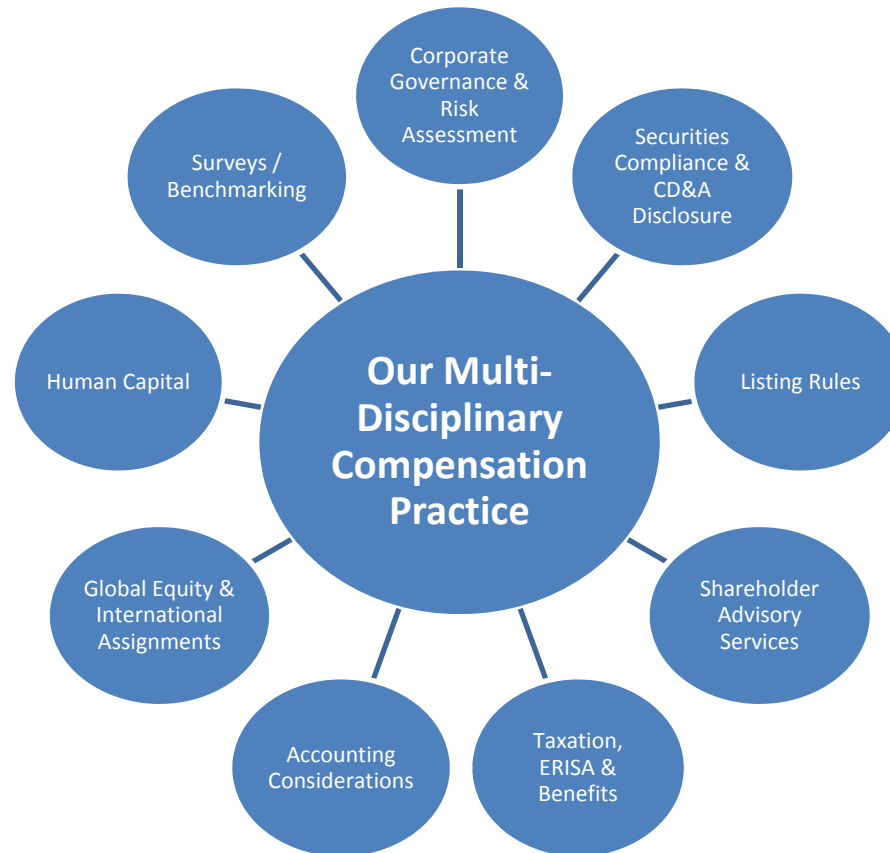 Corporate
Governance &
Risk
Assessment
Securities
Compliance &
CD&A
Disclosure
Listing Rules
Shareholder
Advisory
Services
Taxation,
ERISA &
Benefits
Accounting
Considerations
Global Equity &
International
Assignments
Human Capital
Surveys /
Benchmarking
Our Multi-
Disciplinary
Compensation
Practice